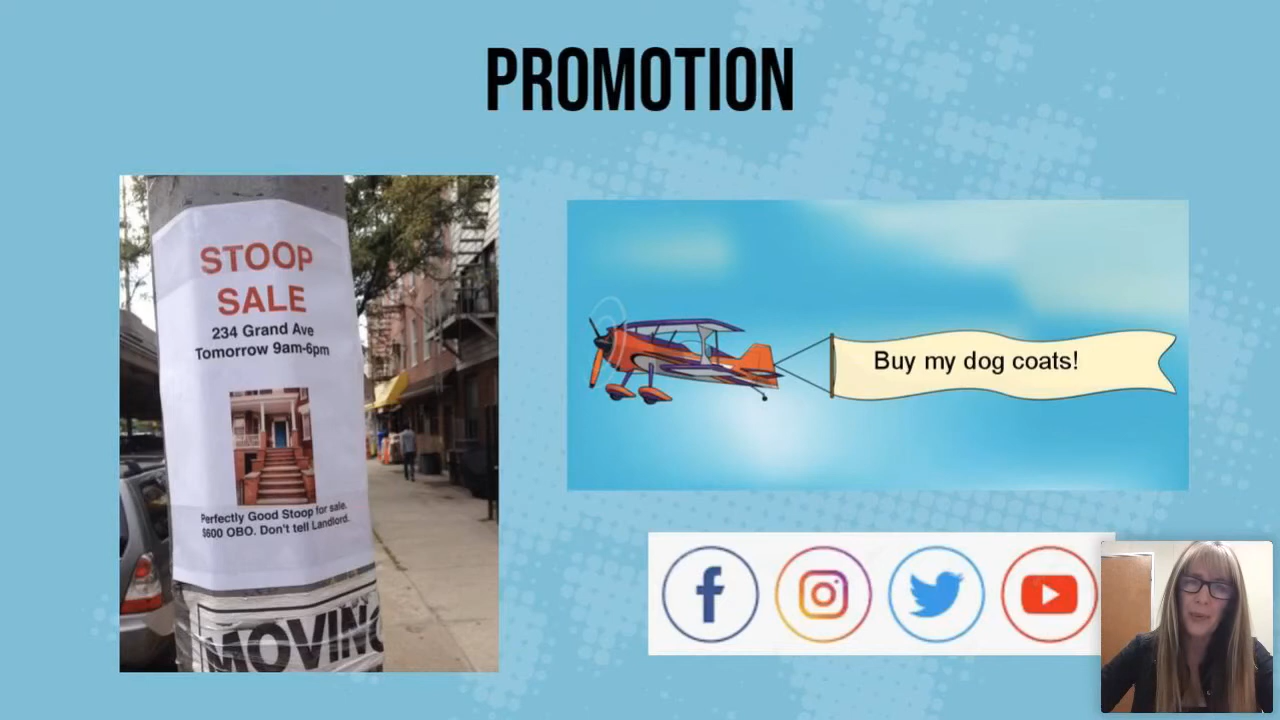 PROMOTION
STOOP
SALE
234 Grand Ave
Tomorrow 9am-6pm
Perfectly Good Stoop for sale.
$600 OBO. Don't tell Landlord.
MOVING
Buy my dog coats!